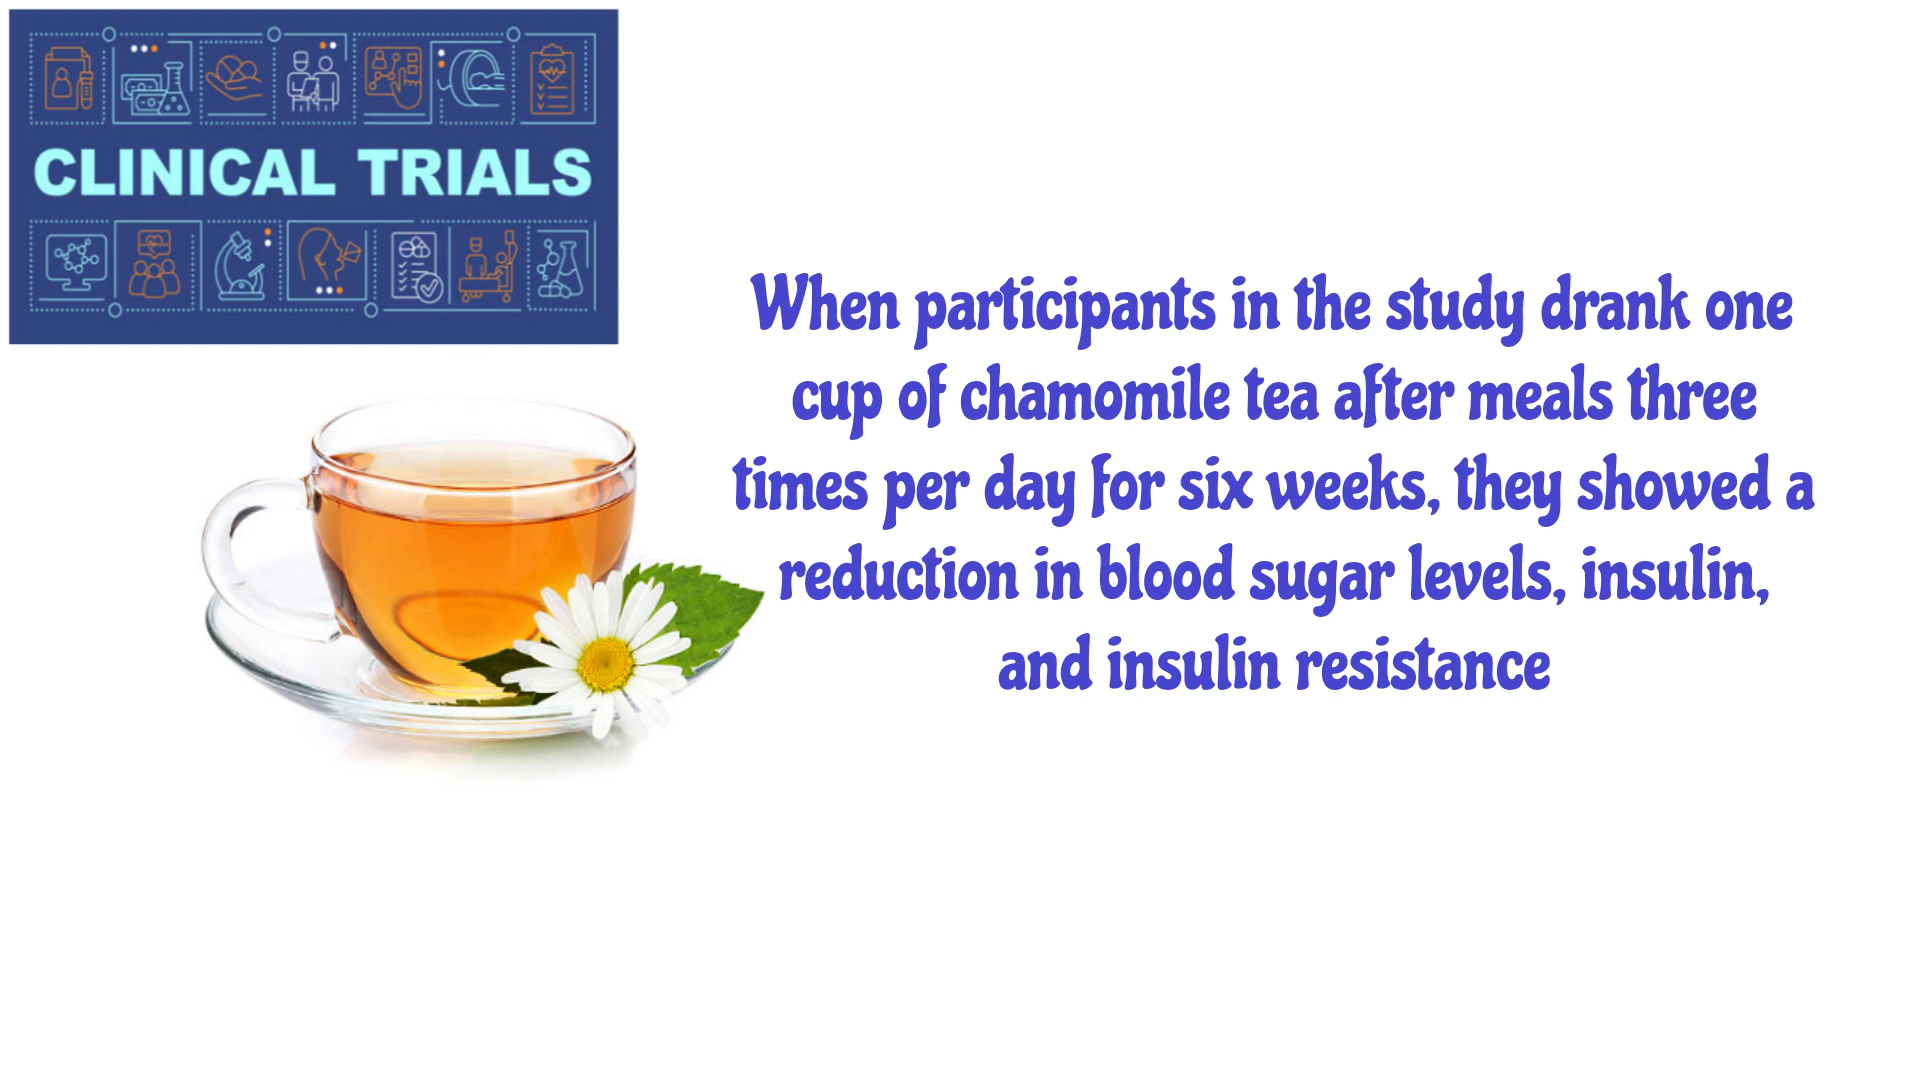 CLINICAL TRIALS
When participants in the study drank one
cup of chamomile tea after meals three
times per day for six weeks, they showed a
reduction in blood sugar levels, insulin,
and insulin resistance